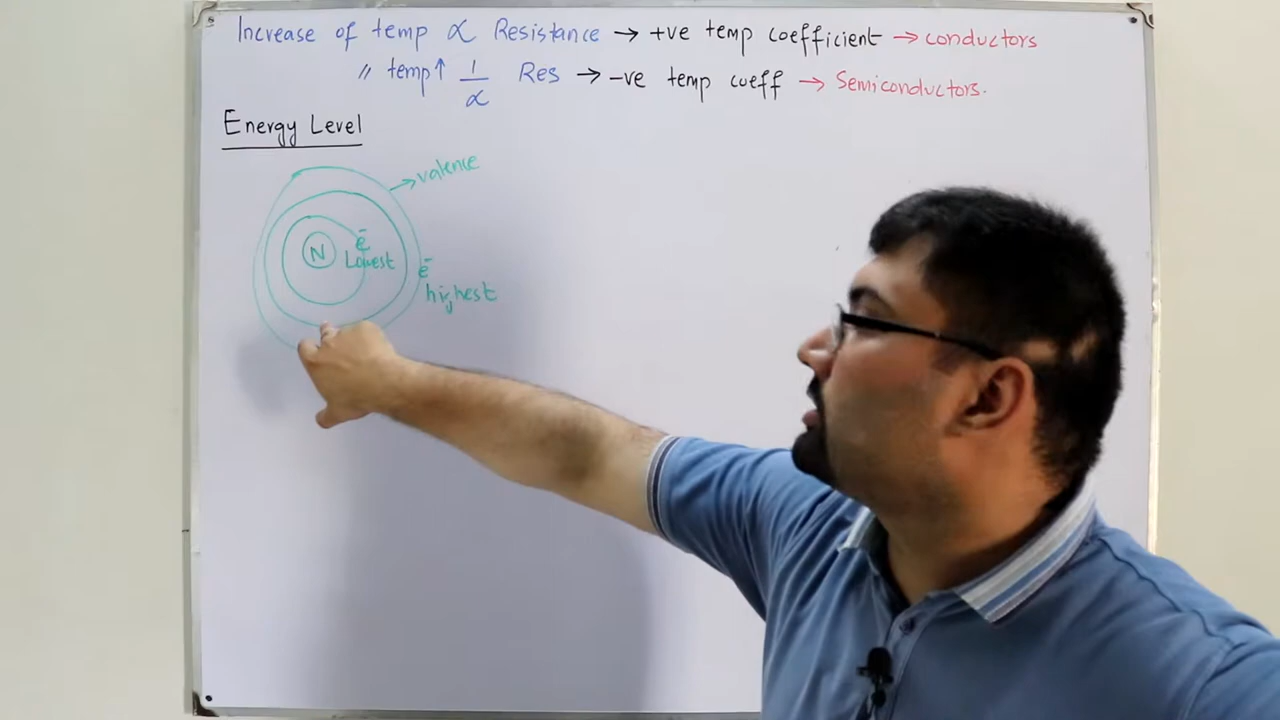 Increase of temp ∝ Resistance → +ve temp coefficient → conductors
〃 temp↑ 1/∝ Res → -ve temp coeff → Semiconductors.
Energy Level
→ valence
N
e̅
Lowest
e̅
highest